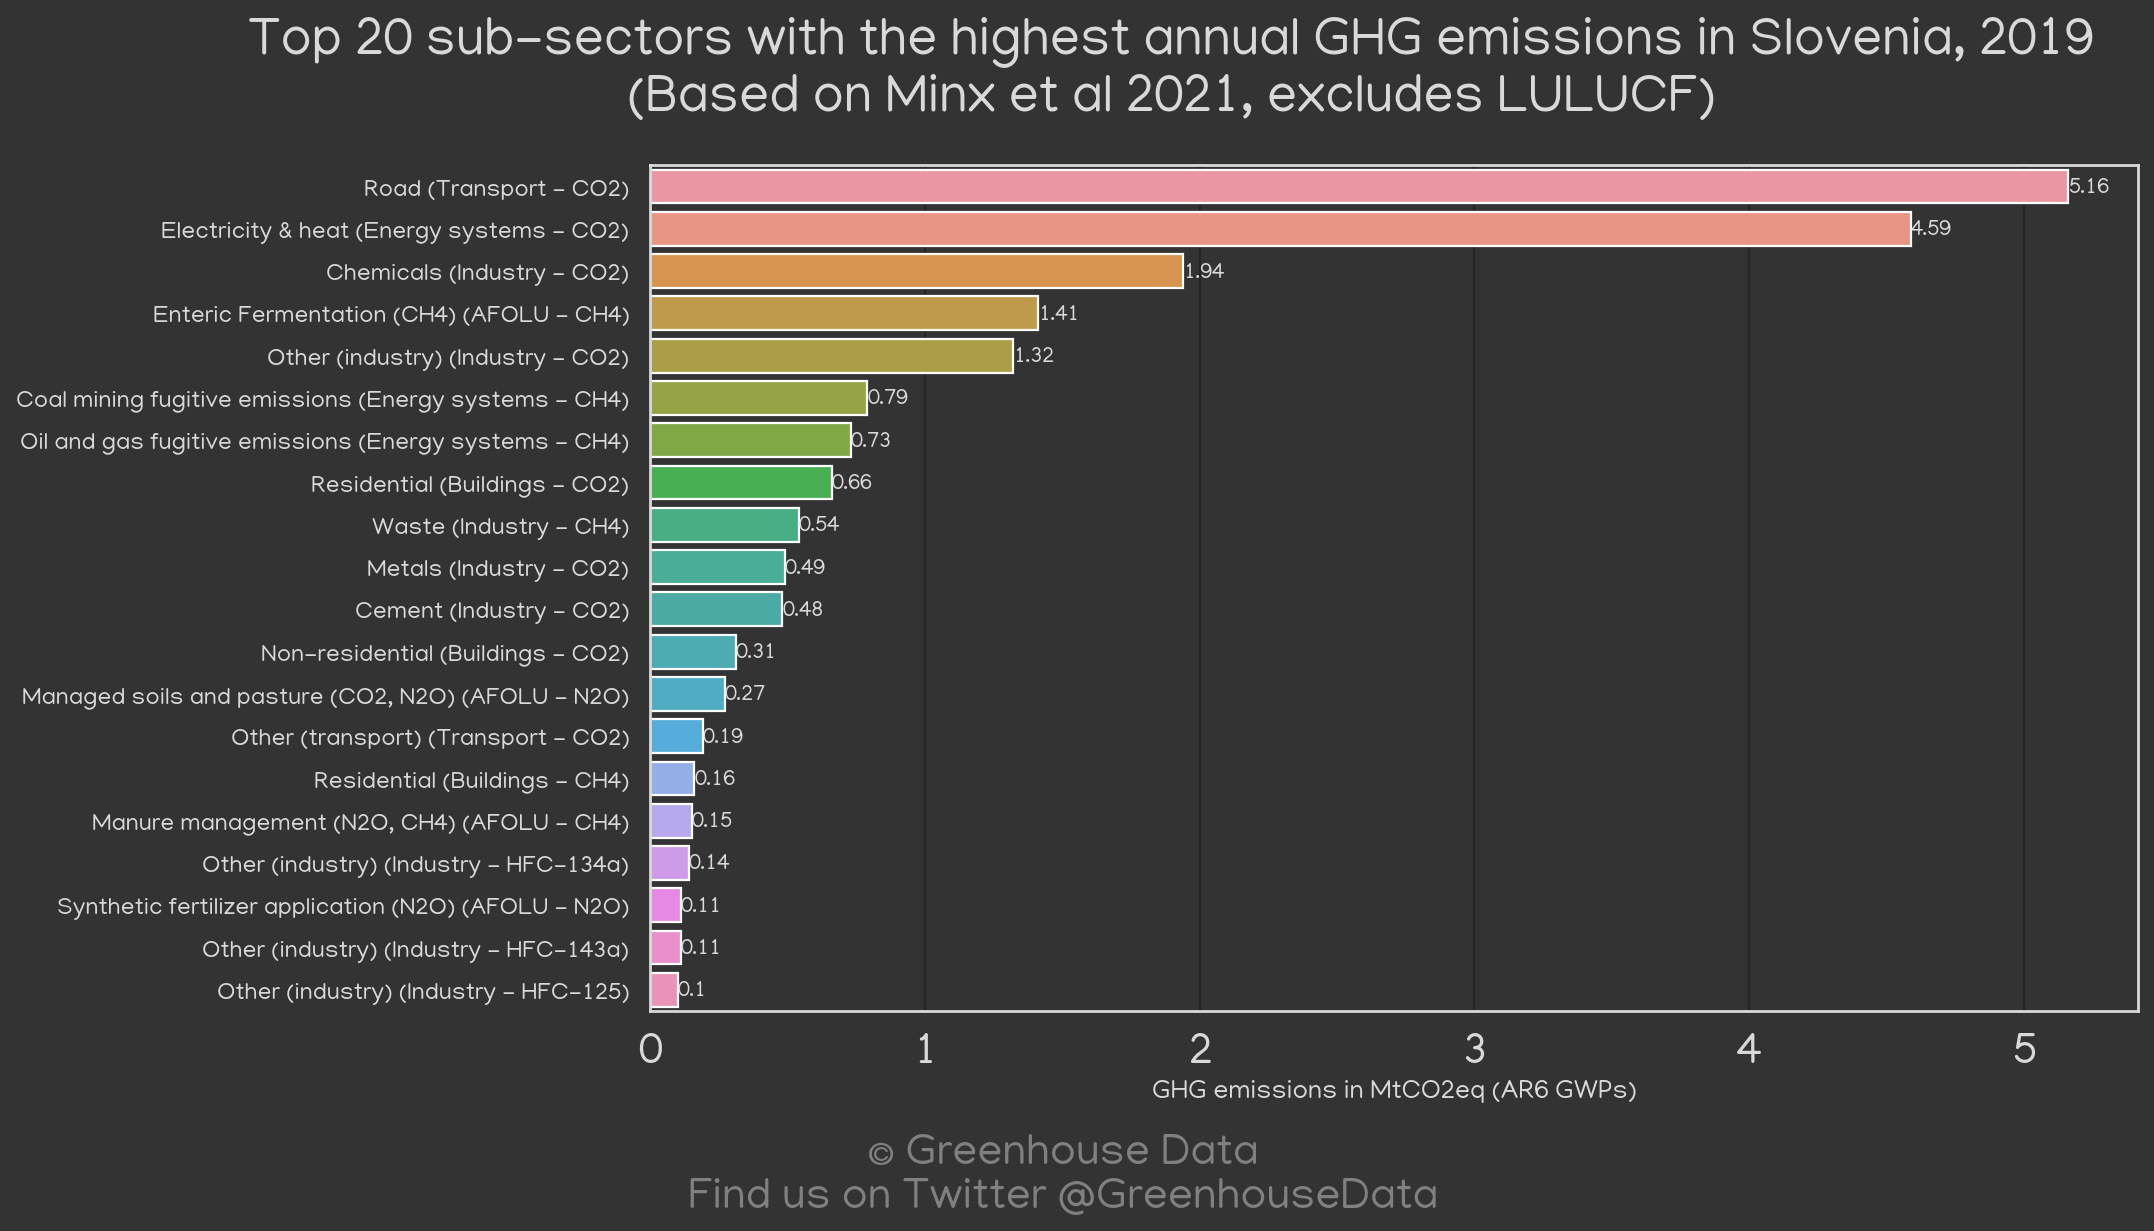 Top 20 sub-sectors with the highest annual GHG emissions in Slovenia, 2019
(Based on Minx et al 2021, excludes LULUCF)
Road (Transport - CO2) 5.16
Electricity & heat (Energy systems - CO2) 4.59
Chemicals (Industry - CO2) 1.94
Enteric Fermentation (CH4) (AFOLU - CH4) 1.41
Other (industry) (Industry - CO2) 1.32
Coal mining fugitive emissions (Energy systems - CH4) 0.79
Oil and gas fugitive emissions (Energy systems - CH4) 0.73
Residential (Buildings - CO2) 0.66
Waste (Industry - CH4) 0.54
Metals (Industry - CO2) 0.49
Cement (Industry - CO2) 0.48
Non-residential (Buildings - CO2) 0.31
Managed soils and pasture (CO2, N2O) (AFOLU - N2O) 0.27
Other (transport) (Transport - CO2) 0.19
Residential (Buildings - CH4) 0.16
Manure management (N2O, CH4) (AFOLU - CH4) 0.15
Other (industry) (Industry - HFC-134a) 0.14
Synthetic fertilizer application (N2O) (AFOLU - N2O) 0.11
Other (industry) (Industry - HFC-143a) 0.11
Other (industry) (Industry - HFC-125) 0.1
0 1 2 3 4 5
GHG emissions in MtCO2eq (AR6 GWPs)
© Greenhouse Data
Find us on Twitter @GreenhouseData